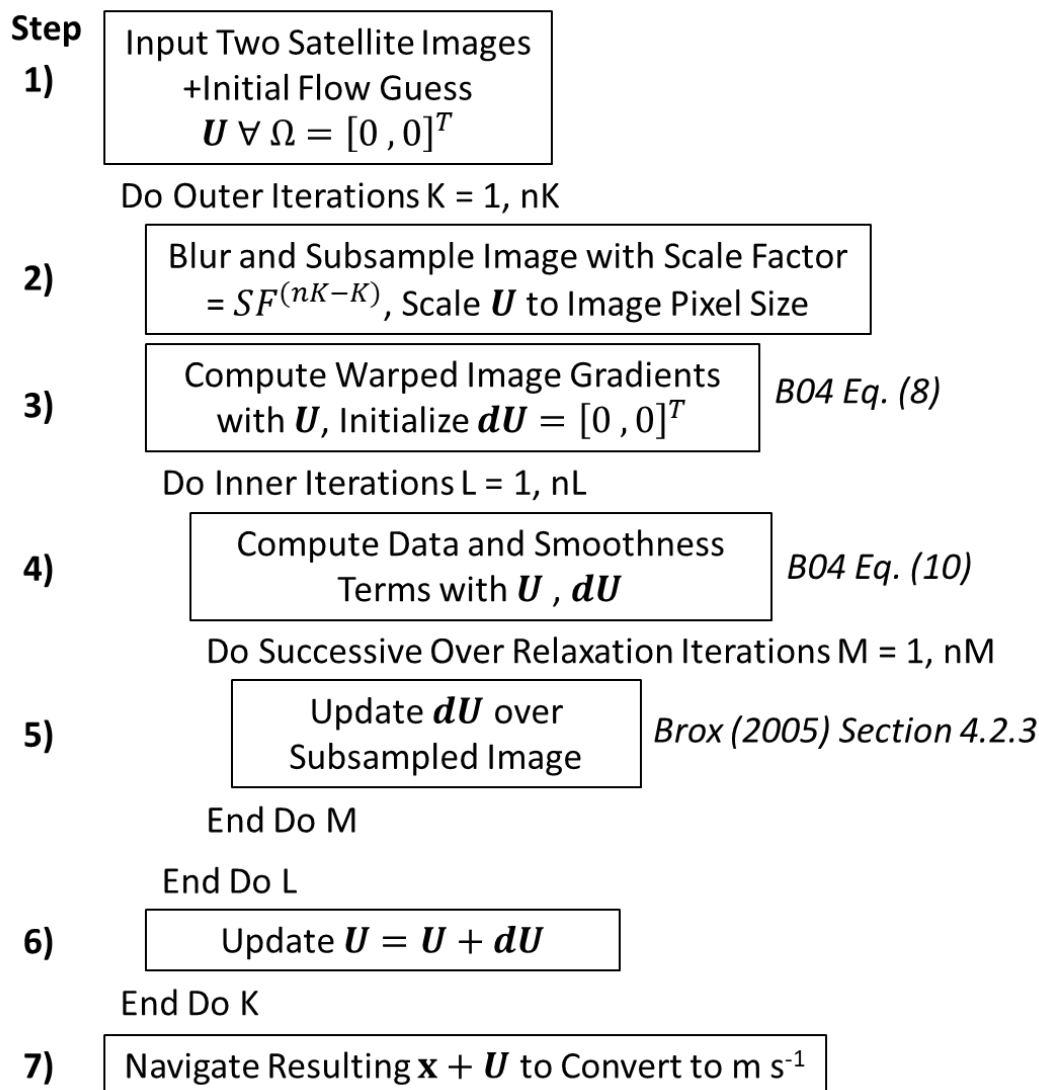 Step
1)
Input Two Satellite Images
+Initial Flow Guess
𝑼 ∀ Ω = [0 , 0]ᵀ
Do Outer Iterations K = 1, nK
2)
Blur and Subsample Image with Scale Factor
= 𝑆𝐹⁽ⁿᴷ⁻ᴷ⁾, Scale 𝑼 to Image Pixel Size
3)
Compute Warped Image Gradients
with 𝑼, Initialize 𝒅𝑼 = [0 , 0]ᵀ
B04 Eq. (8)
Do Inner Iterations L = 1, nL
4)
Compute Data and Smoothness
Terms with 𝑼 , 𝒅𝑼
B04 Eq. (10)
Do Successive Over Relaxation Iterations M = 1, nM
5)
Update 𝒅𝑼 over
Subsampled Image
Brox (2005) Section 4.2.3
End Do M
End Do L
6)
Update 𝑼 = 𝑼 + 𝒅𝑼
End Do K
7)
Navigate Resulting 𝐱 + 𝑼 to Convert to m s⁻¹